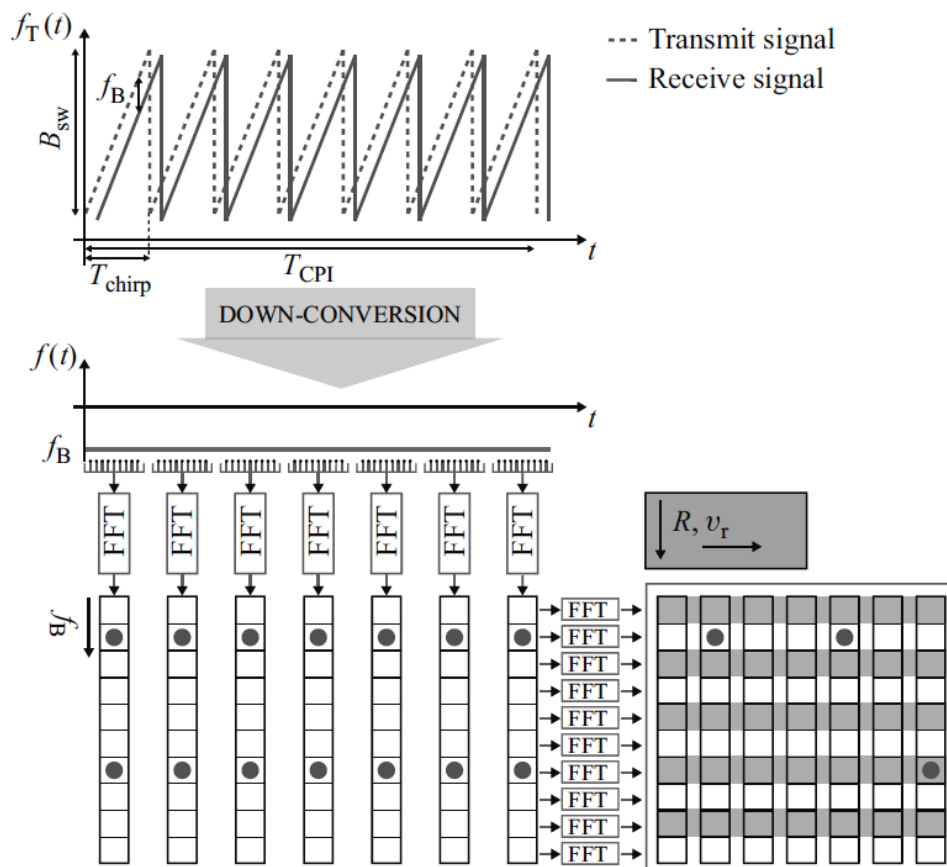 f_T(t)
Transmit signal
Receive signal
f_B
B_sw
t
T_chirp
T_CPI
DOWN-CONVERSION
f(t)
t
f_B
FFT FFT FFT FFT FFT FFT FFT
R, v_r
f_B
FFT
FFT
FFT
FFT
FFT
FFT
FFT
FFT
FFT
FFT